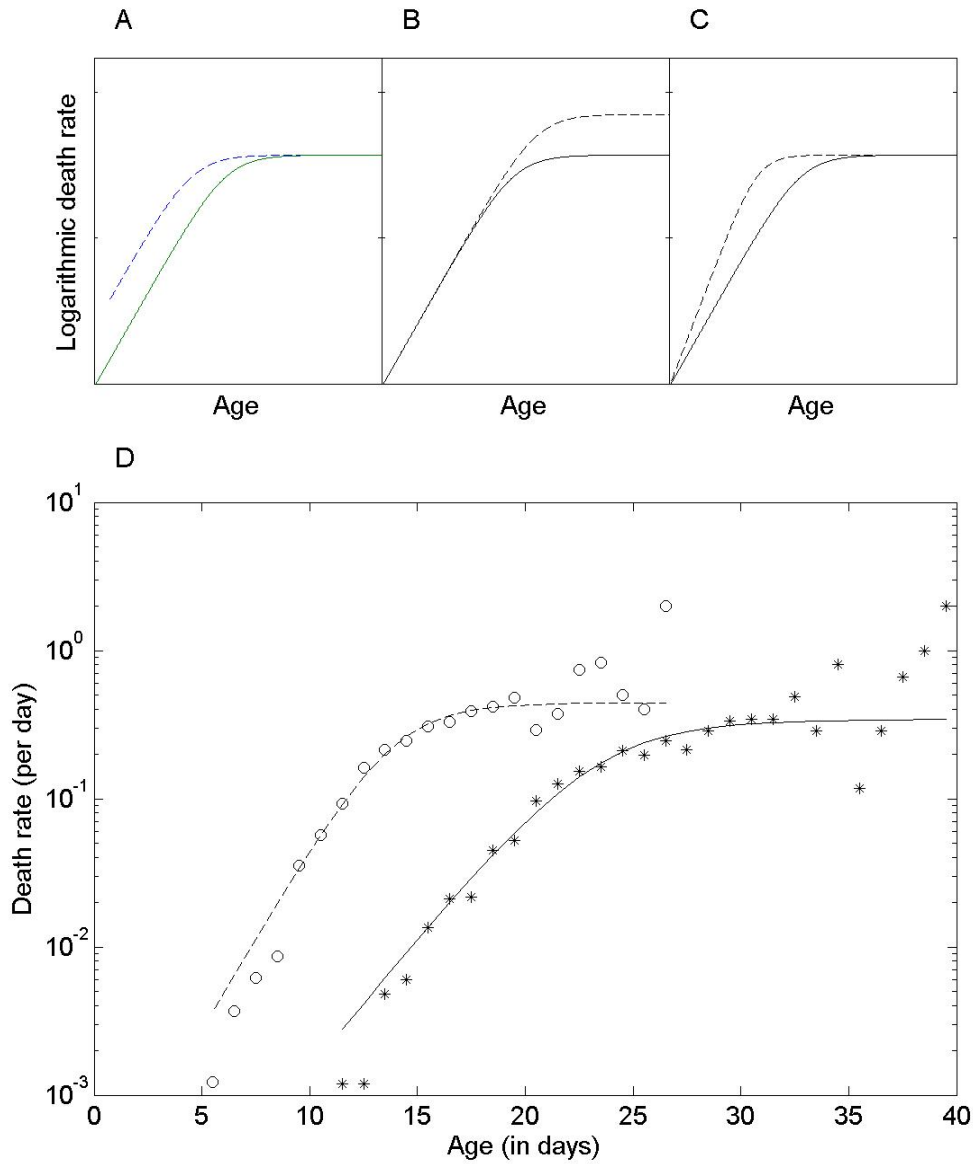 A B C
Logarithmic death rate
Age Age Age
D
10^1
10^0
10^-1
10^-2
10^-3
Death rate (per day)
0 5 10 15 20 25 30 35 40
Age (in days)